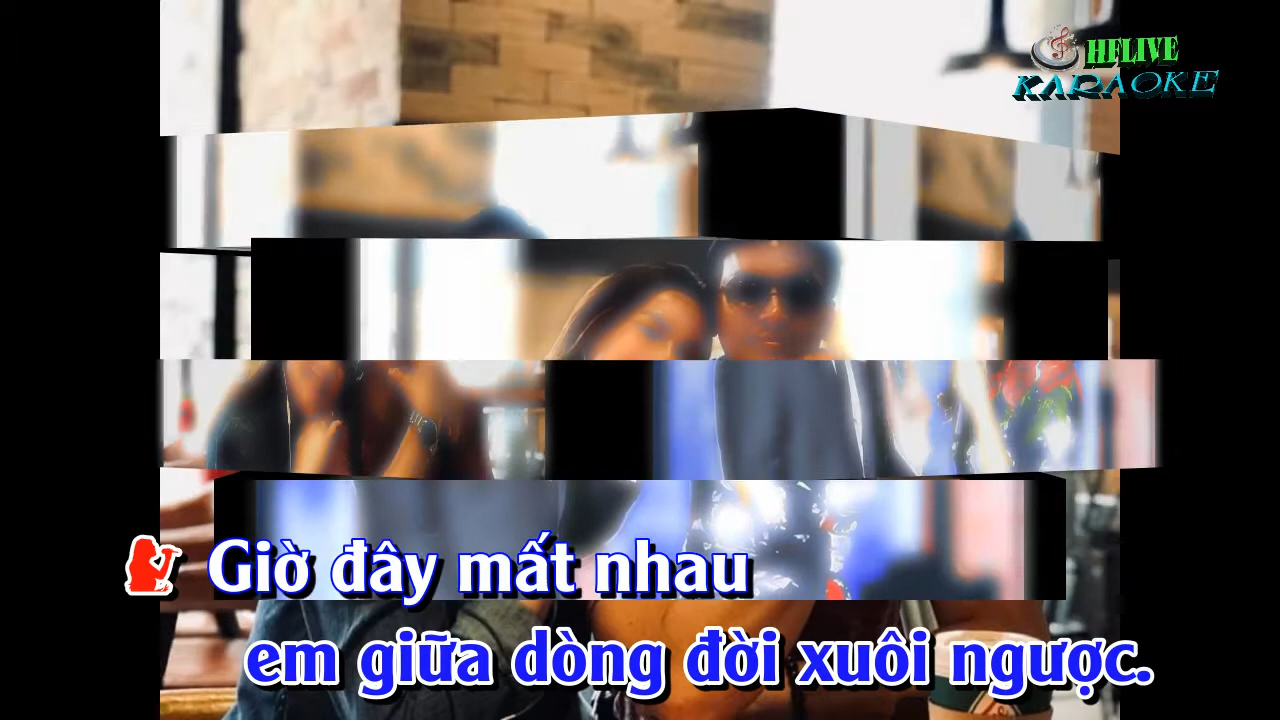 HFLIVE
KARAOKE
Giờ đây mất nhau
em giữa dòng đời xuôi ngược.